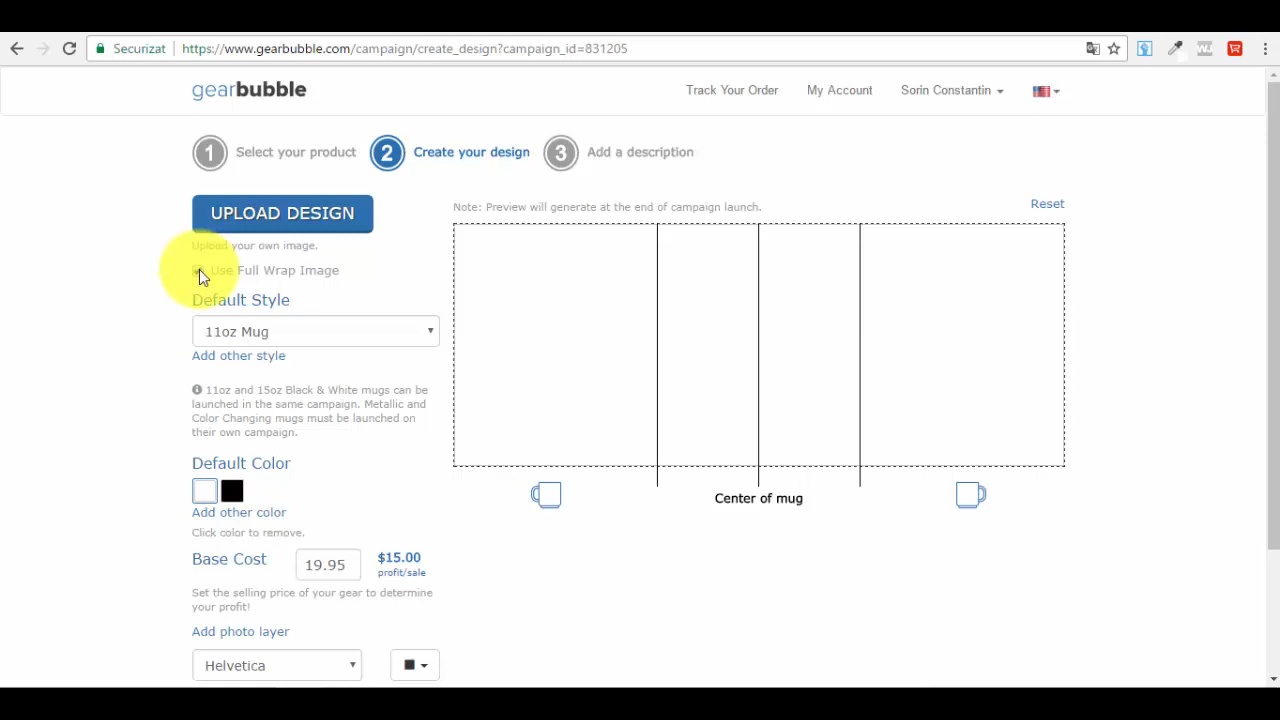 Securizat
https://www.gearbubble.com/campaign/create_design?campaign_id=831205
gearbubble
Track Your Order
My Account
Sorin Constantin
1 Select your product
2 Create your design
3 Add a description
UPLOAD DESIGN
Upload your own image.
Use Full Wrap Image
Default Style
11oz Mug
Add other style
11oz and 15oz Black & White mugs can be
launched in the same campaign. Metallic and
Color Changing mugs must be launched on
their own campaign.
Default Color
Add other color
Click color to remove.
Base Cost
19.95
$15.00
profit/sale
Set the selling price of your gear to determine
your profit!
Add photo layer
Helvetica
Note: Preview will generate at the end of campaign launch.
Reset
Center of mug